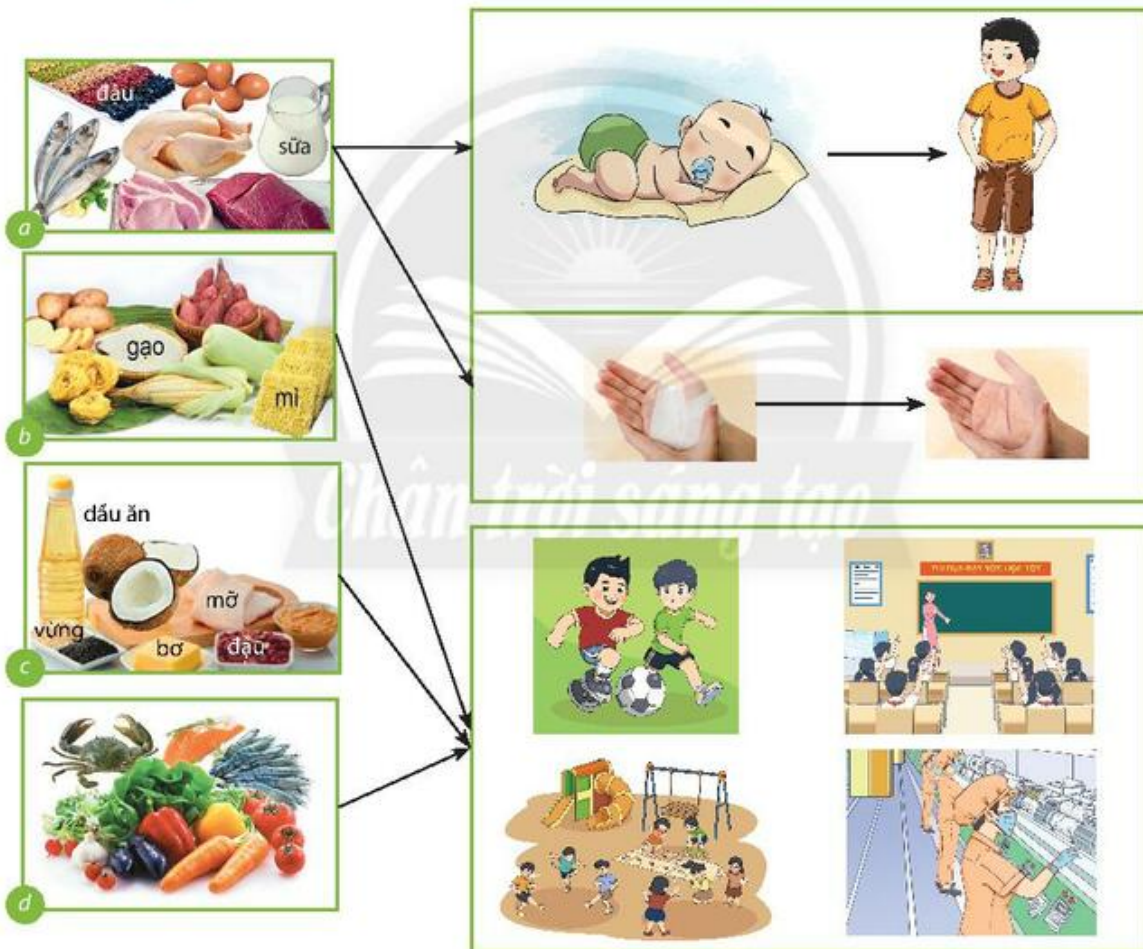 đậu
sữa
a
gạo
mì
b
dầu ăn
mỡ
vừng
bơ
đậu
c
d
Chân trời sáng tạo